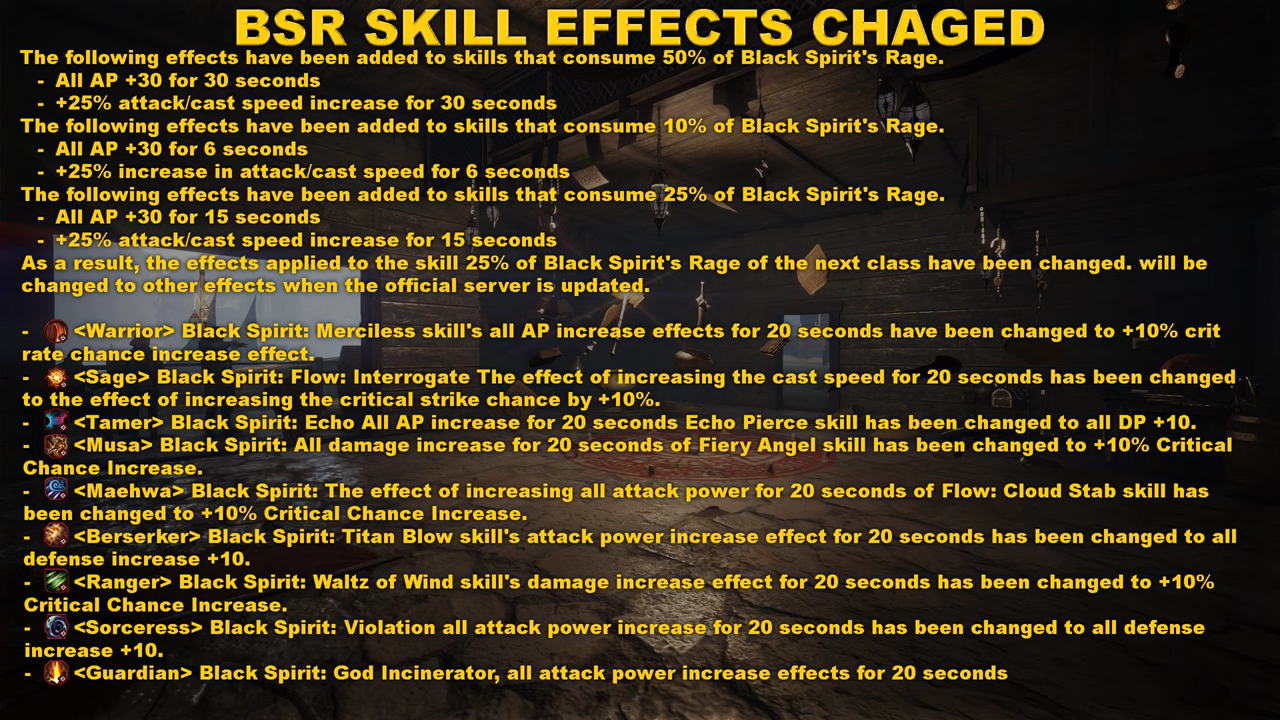 BSR SKILL EFFECTS CHAGED
The following effects have been added to skills that consume 50% of Black Spirit's Rage.
- All AP +30 for 30 seconds
- +25% attack/cast speed increase for 30 seconds
The following effects have been added to skills that consume 10% of Black Spirit's Rage.
- All AP +30 for 6 seconds
- +25% increase in attack/cast speed for 6 seconds
The following effects have been added to skills that consume 25% of Black Spirit's Rage.
- All AP +30 for 15 seconds
- +25% attack/cast speed increase for 15 seconds
As a result, the effects applied to the skill 25% of Black Spirit's Rage of the next class have been changed. will be
changed to other effects when the official server is updated.
- <Warrior> Black Spirit: Merciless skill's all AP increase effects for 20 seconds have been changed to +10% crit
rate chance increase effect.
- <Sage> Black Spirit: Flow: Interrogate The effect of increasing the cast speed for 20 seconds has been changed
to the effect of increasing the critical strike chance by +10%.
- <Tamer> Black Spirit: Echo All AP increase for 20 seconds Echo Pierce skill has been changed to all DP +10.
- <Musa> Black Spirit: All damage increase for 20 seconds of Fiery Angel skill has been changed to +10% Critical
Chance Increase.
- <Maehwa> Black Spirit: The effect of increasing all attack power for 20 seconds of Flow: Cloud Stab skill has
been changed to +10% Critical Chance Increase.
- <Berserker> Black Spirit: Titan Blow skill's attack power increase effect for 20 seconds has been changed to all
defense increase +10.
- <Ranger> Black Spirit: Waltz of Wind skill's damage increase effect for 20 seconds has been changed to +10%
Critical Chance Increase.
- <Sorceress> Black Spirit: Violation all attack power increase for 20 seconds has been changed to all defense
increase +10.
- <Guardian> Black Spirit: God Incinerator, all attack power increase effects for 20 seconds